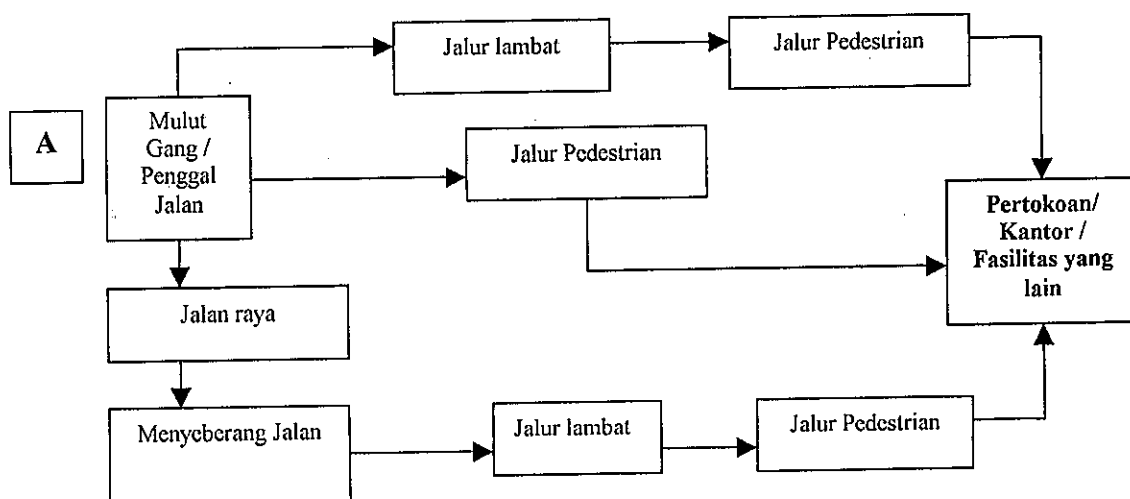 Jalur lambat
Jalur Pedestrian
A
Mulut
Gang /
Penggal
Jalan
Jalur Pedestrian
Pertokoan/
Kantor /
Fasilitas yang
lain
Jalan raya
Menyeberang Jalan
Jalur lambat
Jalur Pedestrian